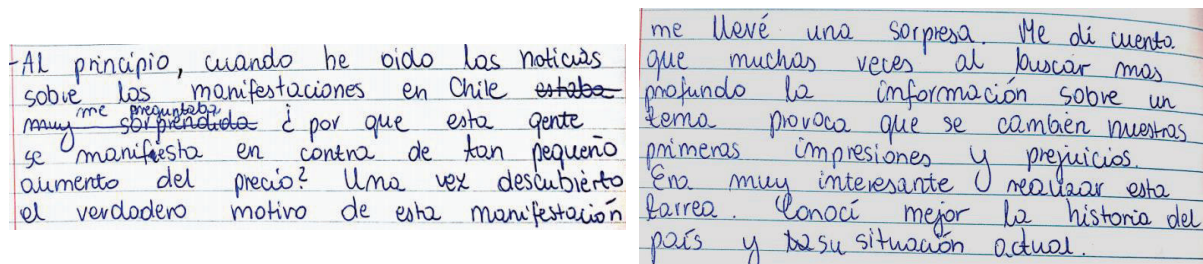 -Al principio, cuando he oido las noticias
sobre las manifestaciones en Chile estaba
me preguntaba
muy sorprendida ¿por que esta gente
se manifiesta en contra de tan pequeño
aumento del precio? Una vez descubierto
el verdadero motivo de esta manifestación
me llevé una sorpresa. Me di cuenta
que muchas veces al buscar mas
profundo la información sobre un
tema provoca que se cambien nuestras
primeras impresiones y prejuicios.
Era muy interesante realizar esta
tarrea. Conocí mejor la historia del
país y su situación actual.